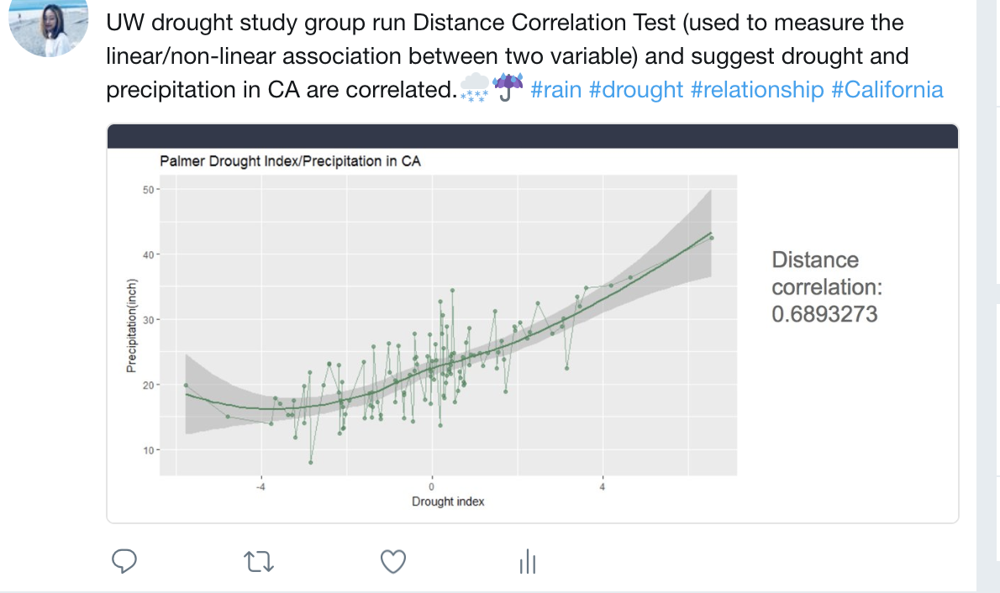 UW drought study group run Distance Correlation Test (used to measure the
linear/non-linear association between two variable) and suggest drought and
precipitation in CA are correlated.🌨️☔ #rain #drought #relationship #California
Palmer Drought Index/Precipitation in CA
50
40
30
20
10
Precipitation(inch)
-4 0 4
Drought index
Distance
correlation:
0.6893273